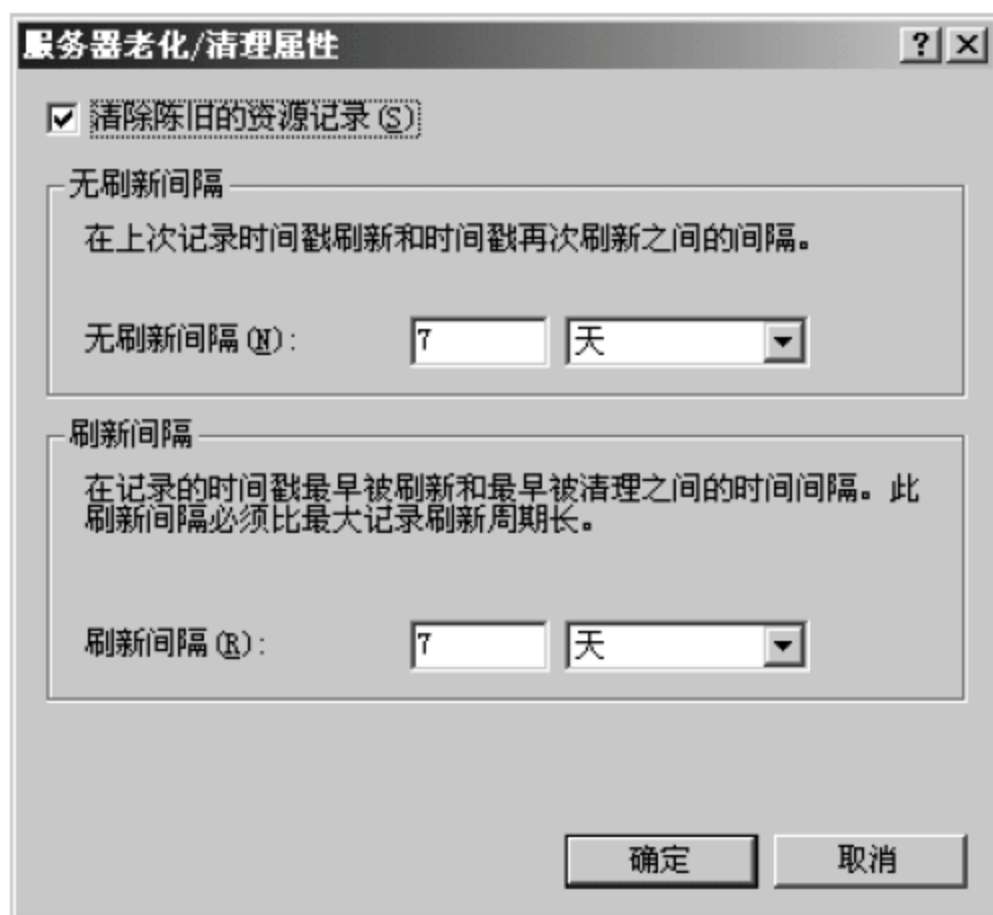 服务器老化/清理属性
清除陈旧的资源记录(S)
无刷新间隔
在上次记录时间戳刷新和时间戳再次刷新之间的间隔。
无刷新间隔(N): 7 天
刷新间隔
在记录的时间戳最早被刷新和最早被清理之间的时间间隔。此
刷新间隔必须比最大记录刷新周期长。
刷新间隔(R): 7 天
确定 取消